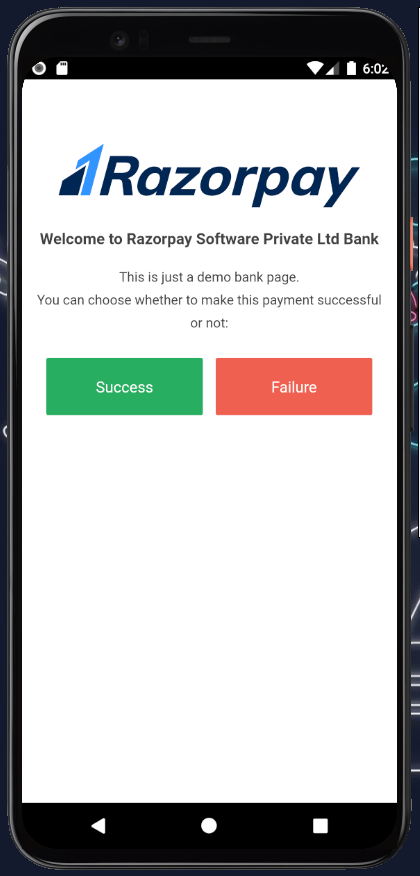 6:02
Razorpay
Welcome to Razorpay Software Private Ltd Bank
This is just a demo bank page.
You can choose whether to make this payment successful
or not:
Success Failure